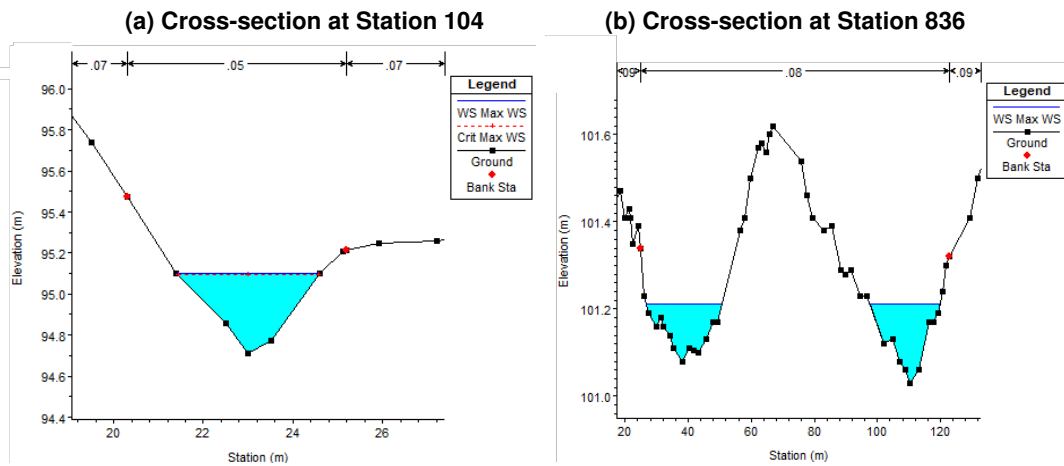 (a) Cross-section at Station 104
.07 .05 .07
Legend
WS Max WS
Crit Max WS
Ground
Bank Sta
Elevation (m)
96.0
95.8
95.6
95.4
95.2
95.0
94.8
94.6
94.4
20 22 24 26
Station (m)
(b) Cross-section at Station 836
.09 .08 .09
Legend
WS Max WS
Ground
Bank Sta
Elevation (m)
101.6
101.4
101.2
101.0
20 40 60 80 100 120
Station (m)